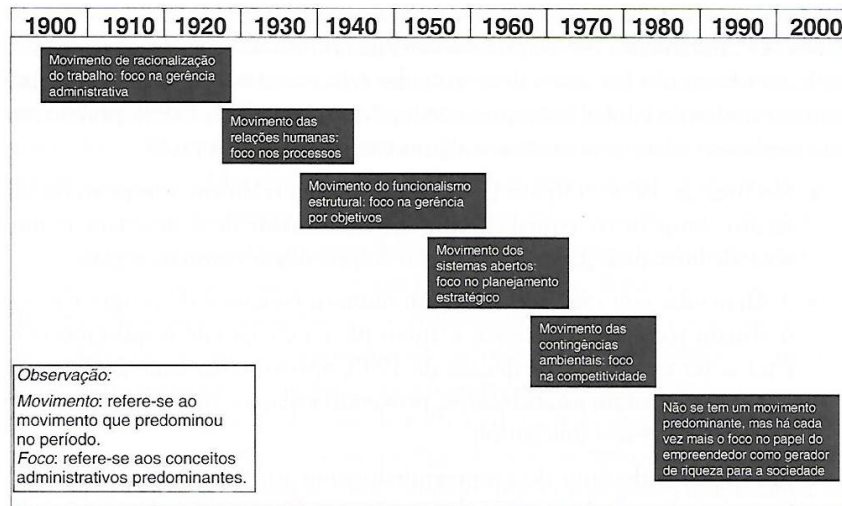 1900 1910 1920 1930 1940 1950 1960 1970 1980 1990 2000
Movimento de racionalização
do trabalho: foco na gerência
administrativa
Movimento das
relações humanas:
foco nos processos
Movimento do funcionalismo
estrutural: foco na gerência
por objetivos
Movimento dos
sistemas abertos:
foco no planejamento
estratégico
Movimento das
contingências
ambientais: foco
na competitividade
Não se tem um movimento
predominante, mas há cada
vez mais o foco no papel do
empreendedor como gerador
de riqueza para a sociedade
Observação:
Movimento: refere-se ao
movimento que predominou
no período.
Foco: refere-se aos conceitos
administrativos predominantes.